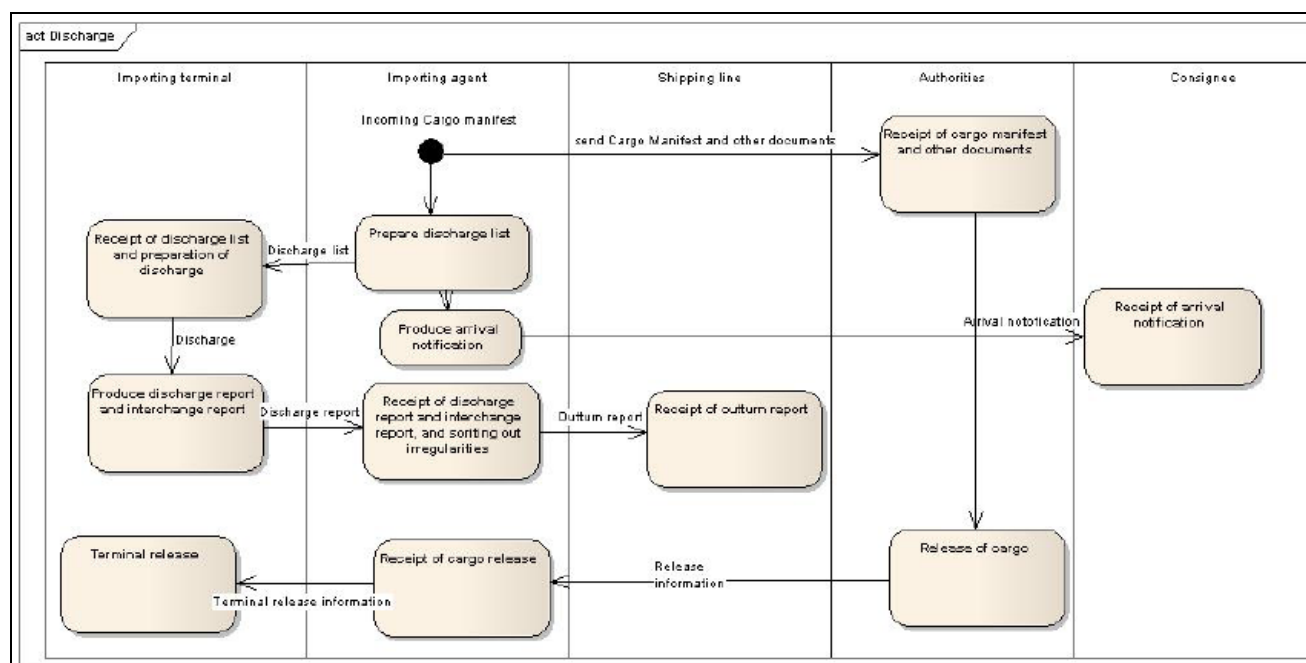 act Discharge
Importing terminal
Importing agent
Shipping line
Authorities
Consignee
Incoming Cargo manifest
send Cargo Manifest and other documents
Receipt of cargo manifest
and other documents
Prepare discharge list
Discharge list
Receipt of discharge list
and preparation of
discharge
Produce arrival
notification
Arrival notofication
Receipt of arrival
notification
Discharge
Produce discharge report
and interchange report
Discharge report
Receipt of discharge
report and interchange
report, and soriting out
irregularities
Outturn report
Receipt of outturn report
Release of cargo
Release
information
Receipt of cargo release
Terminal release information
Terminal release